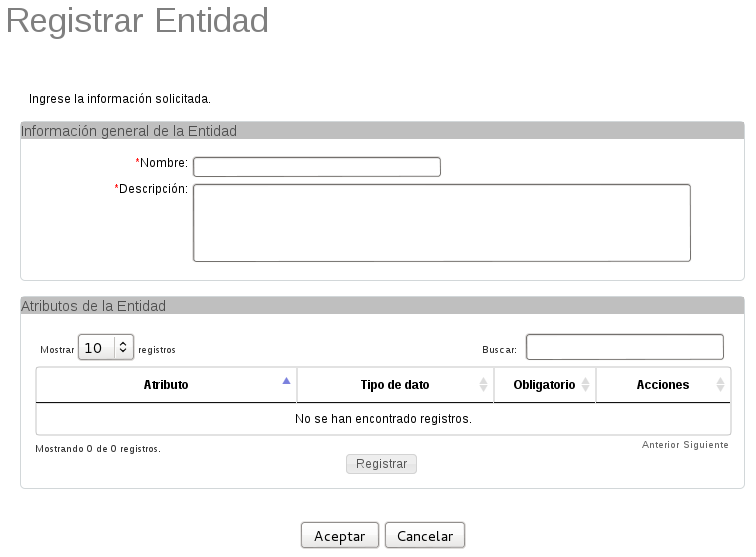 Registrar Entidad
Ingrese la información solicitada.
Información general de la Entidad
*Nombre:
*Descripción:
Atributos de la Entidad
Mostrar 10 registros Buscar:
Atributo Tipo de dato Obligatorio Acciones
No se han encontrado registros.
Mostrando 0 de 0 registros. Anterior Siguiente
Registrar
Aceptar Cancelar